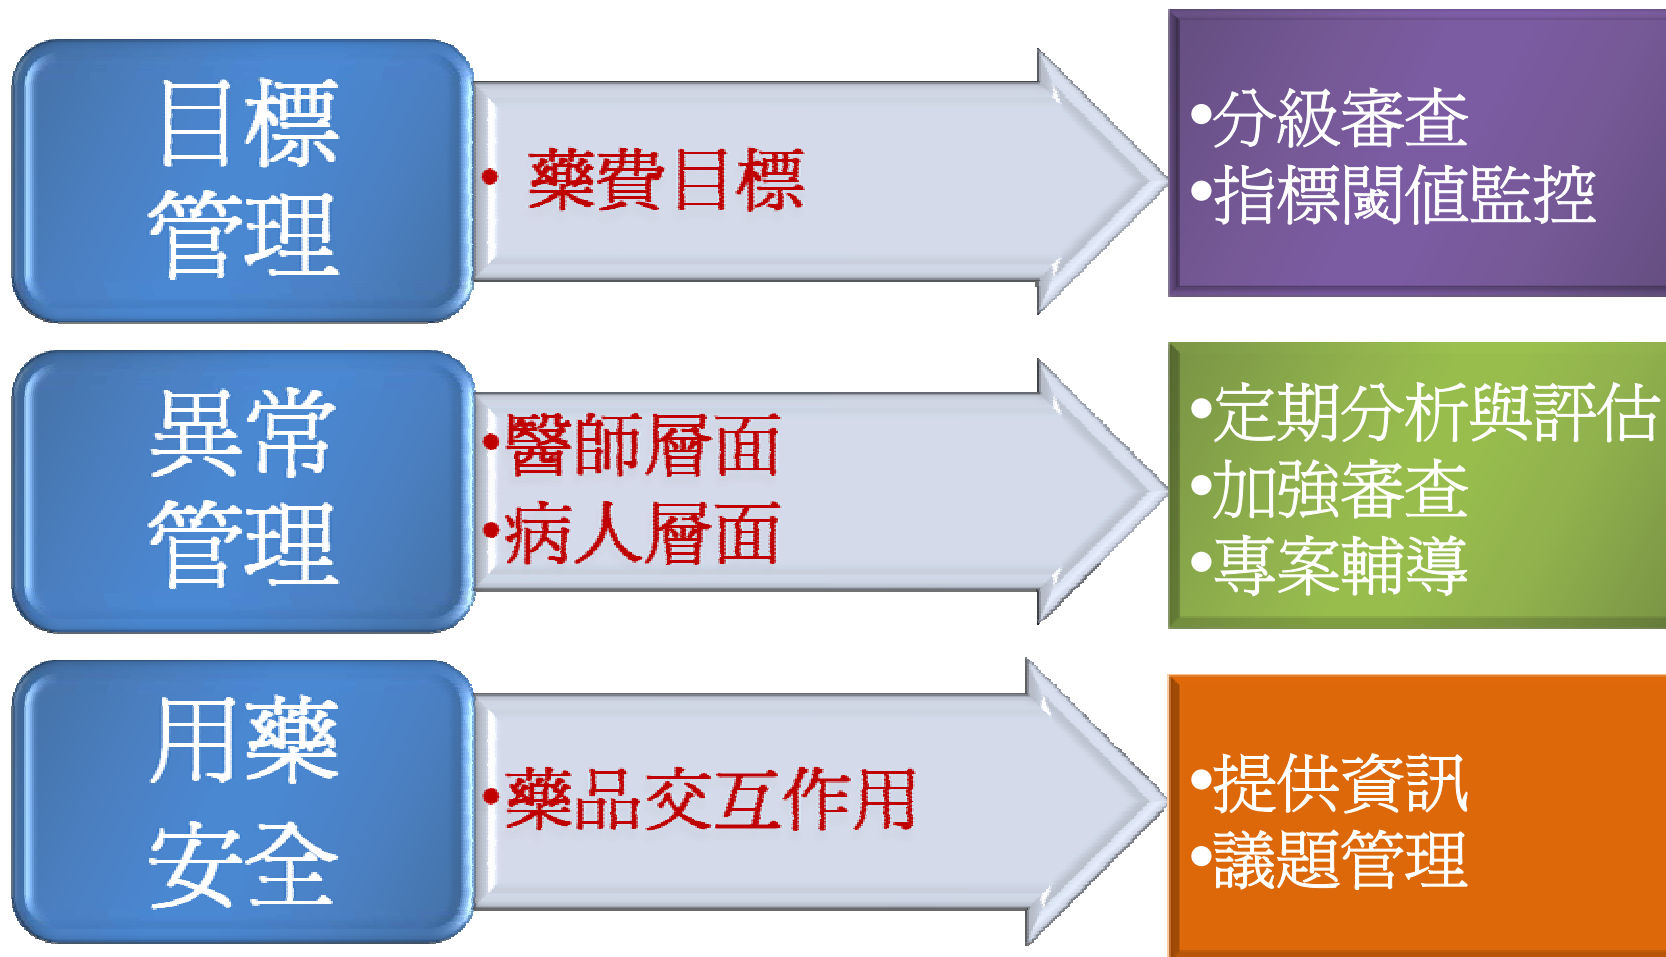 目標
管理
• 藥費目標
•分級審查
•指標閾值監控
異常
管理
•醫師層面
•病人層面
•定期分析與評估
•加強審查
•專案輔導
用藥
安全
•藥品交互作用
•提供資訊
•議題管理